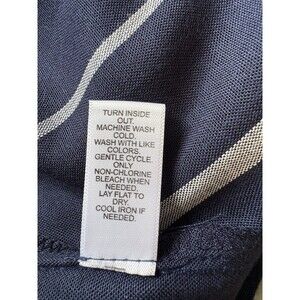 TURN INSIDE
OUT.
MACHINE WASH
COLD.
WASH WITH LIKE
COLORS.
GENTLE CYCLE.
ONLY
NON-CHLORINE
BLEACH WHEN
NEEDED.
LAY FLAT TO
DRY.
COOL IRON IF
NEEDED.